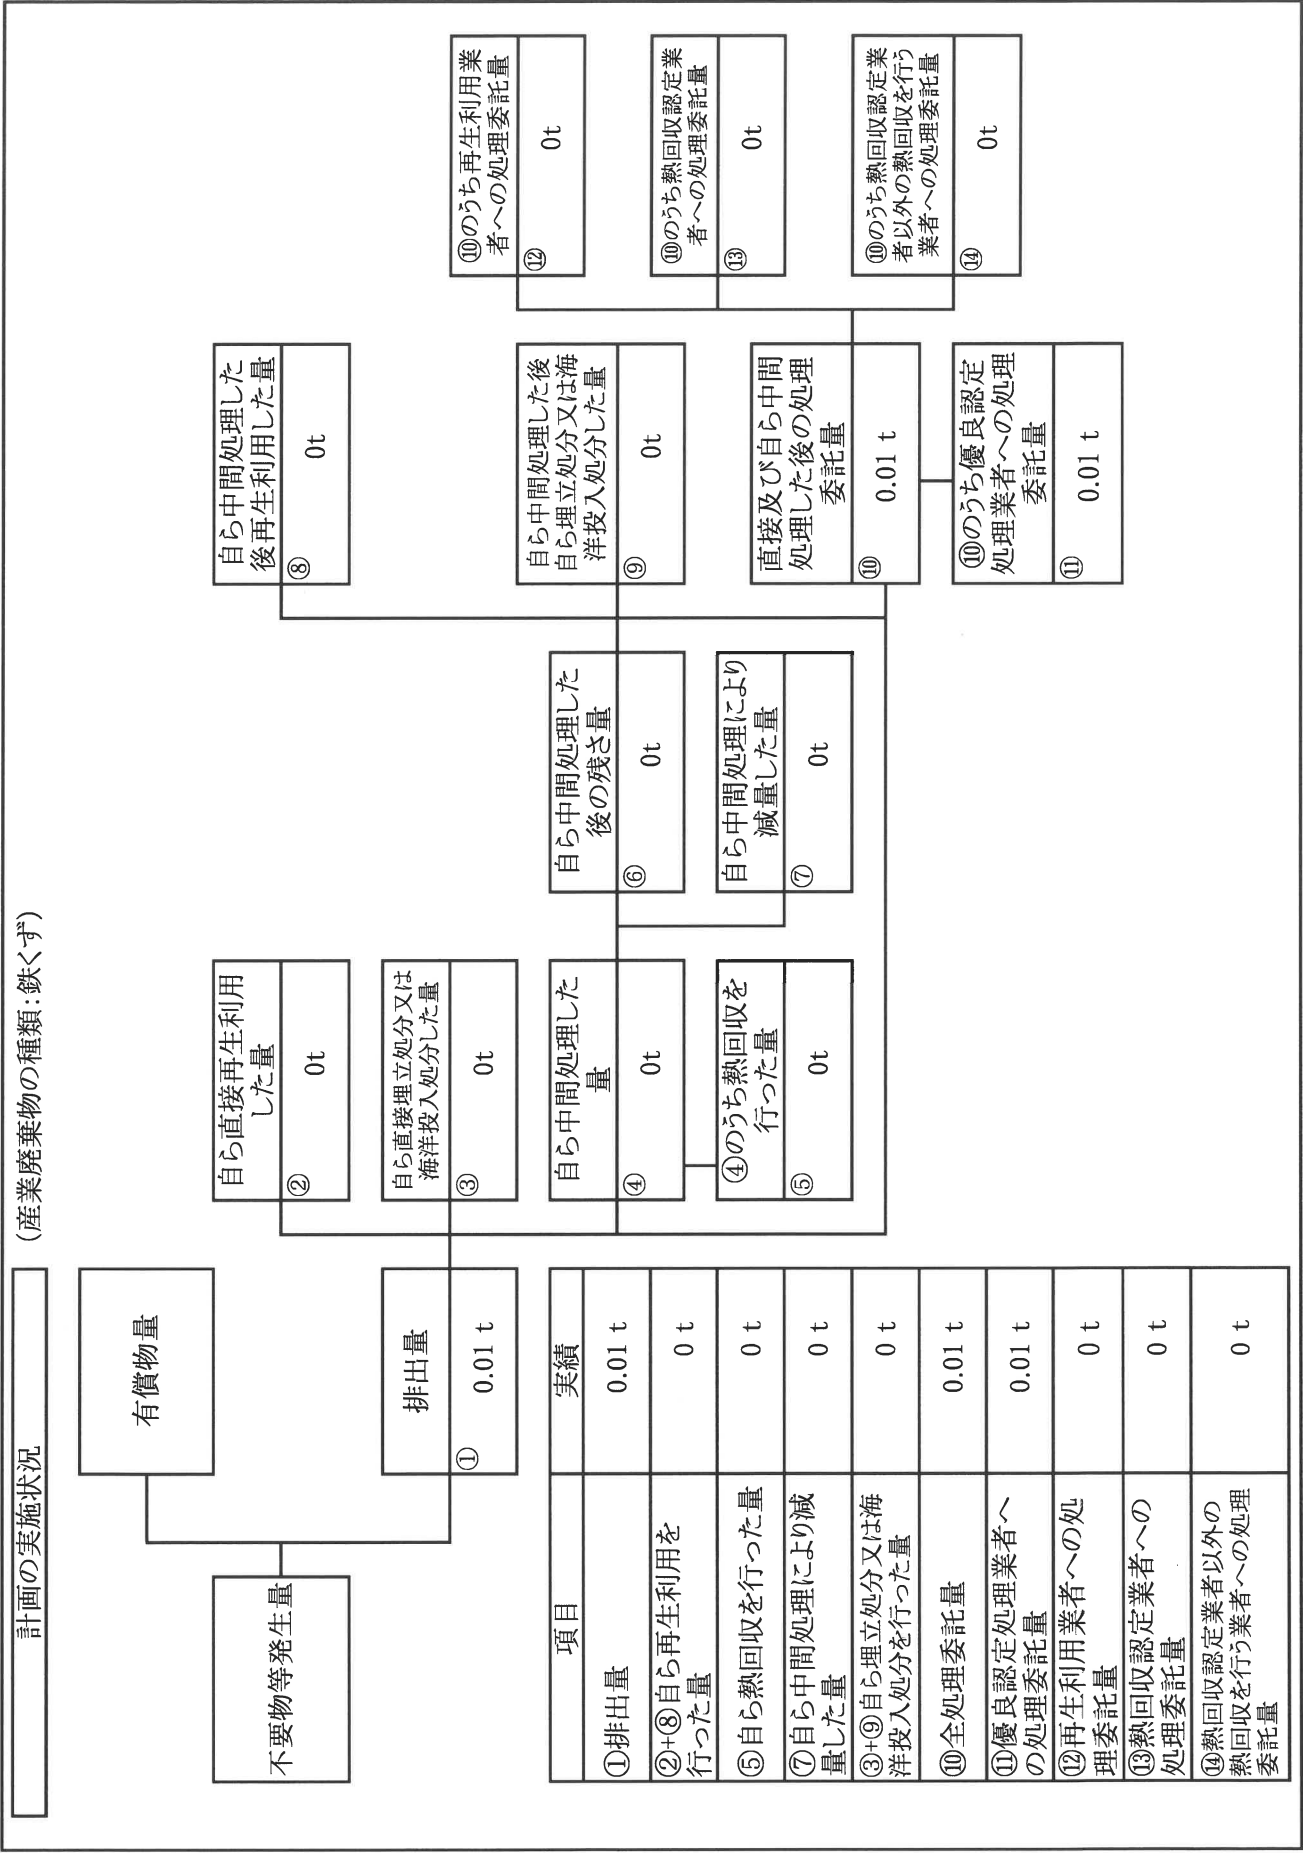 計画の実施状況
(産業廃棄物の種類:鉄くず)
不要物等発生量
有償物量
排出量
①
0.01 t
自ら直接再生利用
した量
②
0t
自ら直接埋立処分又は
海洋投入処分した量
③
0t
自ら中間処理した
量
④
0t
④のうち熱回収を
行った量
⑤
0t
自ら中間処理した
後の残さ量
⑥
0t
自ら中間処理により
減量した量
⑦
0t
自ら中間処理した
後再生利用した量
⑧
0t
自ら中間処理した後
自ら埋立処分又は海
洋投入処分した量
⑨
0t
直接及び自ら中間
処理した後の処理
委託量
⑩
0.01 t
⑩のうち優良認定
処理業者への処理
委託量
⑪
0.01 t
⑩のうち再生利用業
者への処理委託量
⑫
0t
⑩のうち熱回収認定業
者への処理委託量
⑬
0t
⑩のうち熱回収認定業
者以外の熱回収を行う
業者への処理委託量
⑭
0t
項目
実績
①排出量
0.01 t
②+⑧自ら再生利用を
行った量
0 t
⑤自ら熱回収を行った量
0 t
⑦自ら中間処理により減
量した量
0 t
③+⑨自ら埋立処分又は海
洋投入処分を行った量
0 t
⑩全処理委託量
0.01 t
⑪優良認定処理業者へ
の処理委託量
0.01 t
⑫再生利用業者への処
理委託量
0 t
⑬熱回収認定業者への
処理委託量
0 t
⑭熱回収認定業者以外の
熱回収を行う業者への処理
委託量
0 t